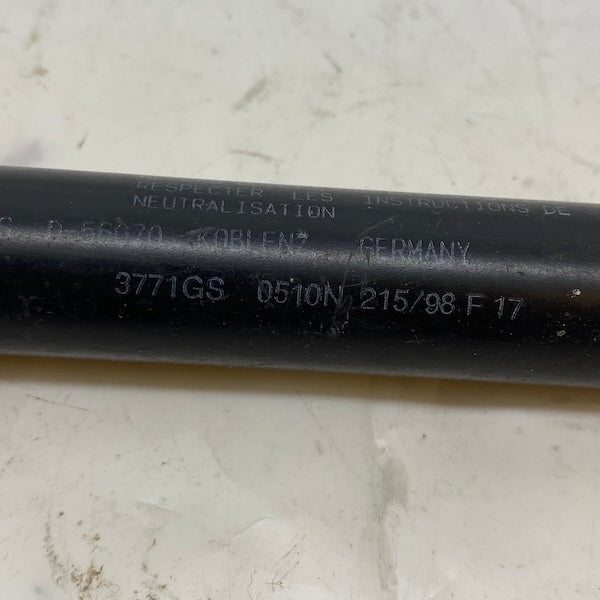 RESPECTER LES INSTRUCTIONS DE
NEUTRALISATION
D-56070 KOBLENZ GERMANY
3771GS 0510N 215/98 F 17